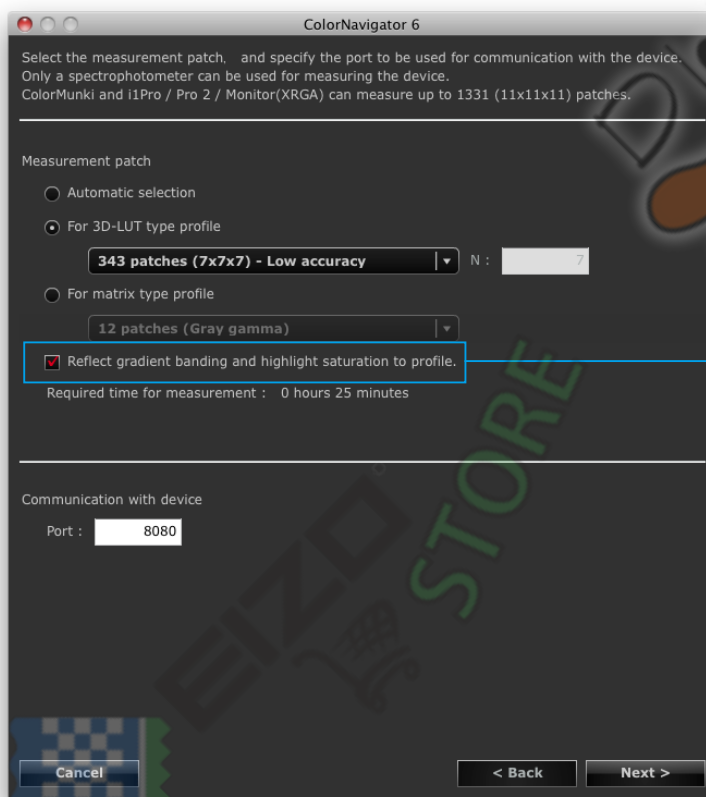 ColorNavigator 6
Select the measurement patch, and specify the port to be used for communication with the device.
Only a spectrophotometer can be used for measuring the device.
ColorMunki and i1Pro / Pro 2 / Monitor(XRGA) can measure up to 1331 (11x11x11) patches.
Measurement patch
Automatic selection
For 3D-LUT type profile
343 patches (7x7x7) - Low accuracy N : 7
For matrix type profile
12 patches (Gray gamma)
Reflect gradient banding and highlight saturation to profile.
Required time for measurement : 0 hours 25 minutes
Communication with device
Port : 8080
EIZO
STORE
Cancel < Back Next >